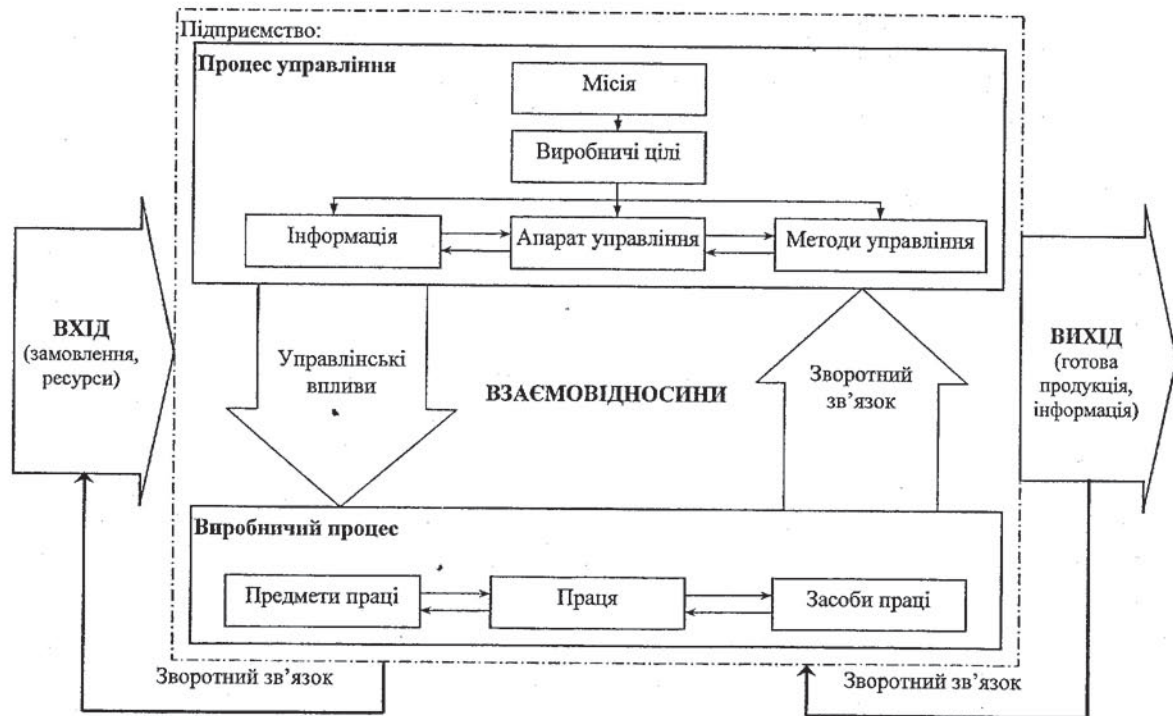 Підприємство:
Процес управління
Місія
Виробничі цілі
Інформація
Апарат управління
Методи управління
ВХІД
(замовлення,
ресурси)
Управлінські
впливи
ВЗАЄМОВІДНОСИНИ
Зворотний
зв’язок
ВИХІД
(готова
продукція,
інформація)
Виробничий процес
Предмети праці
Праця
Засоби праці
Зворотний зв’язок
Зворотний зв’язок